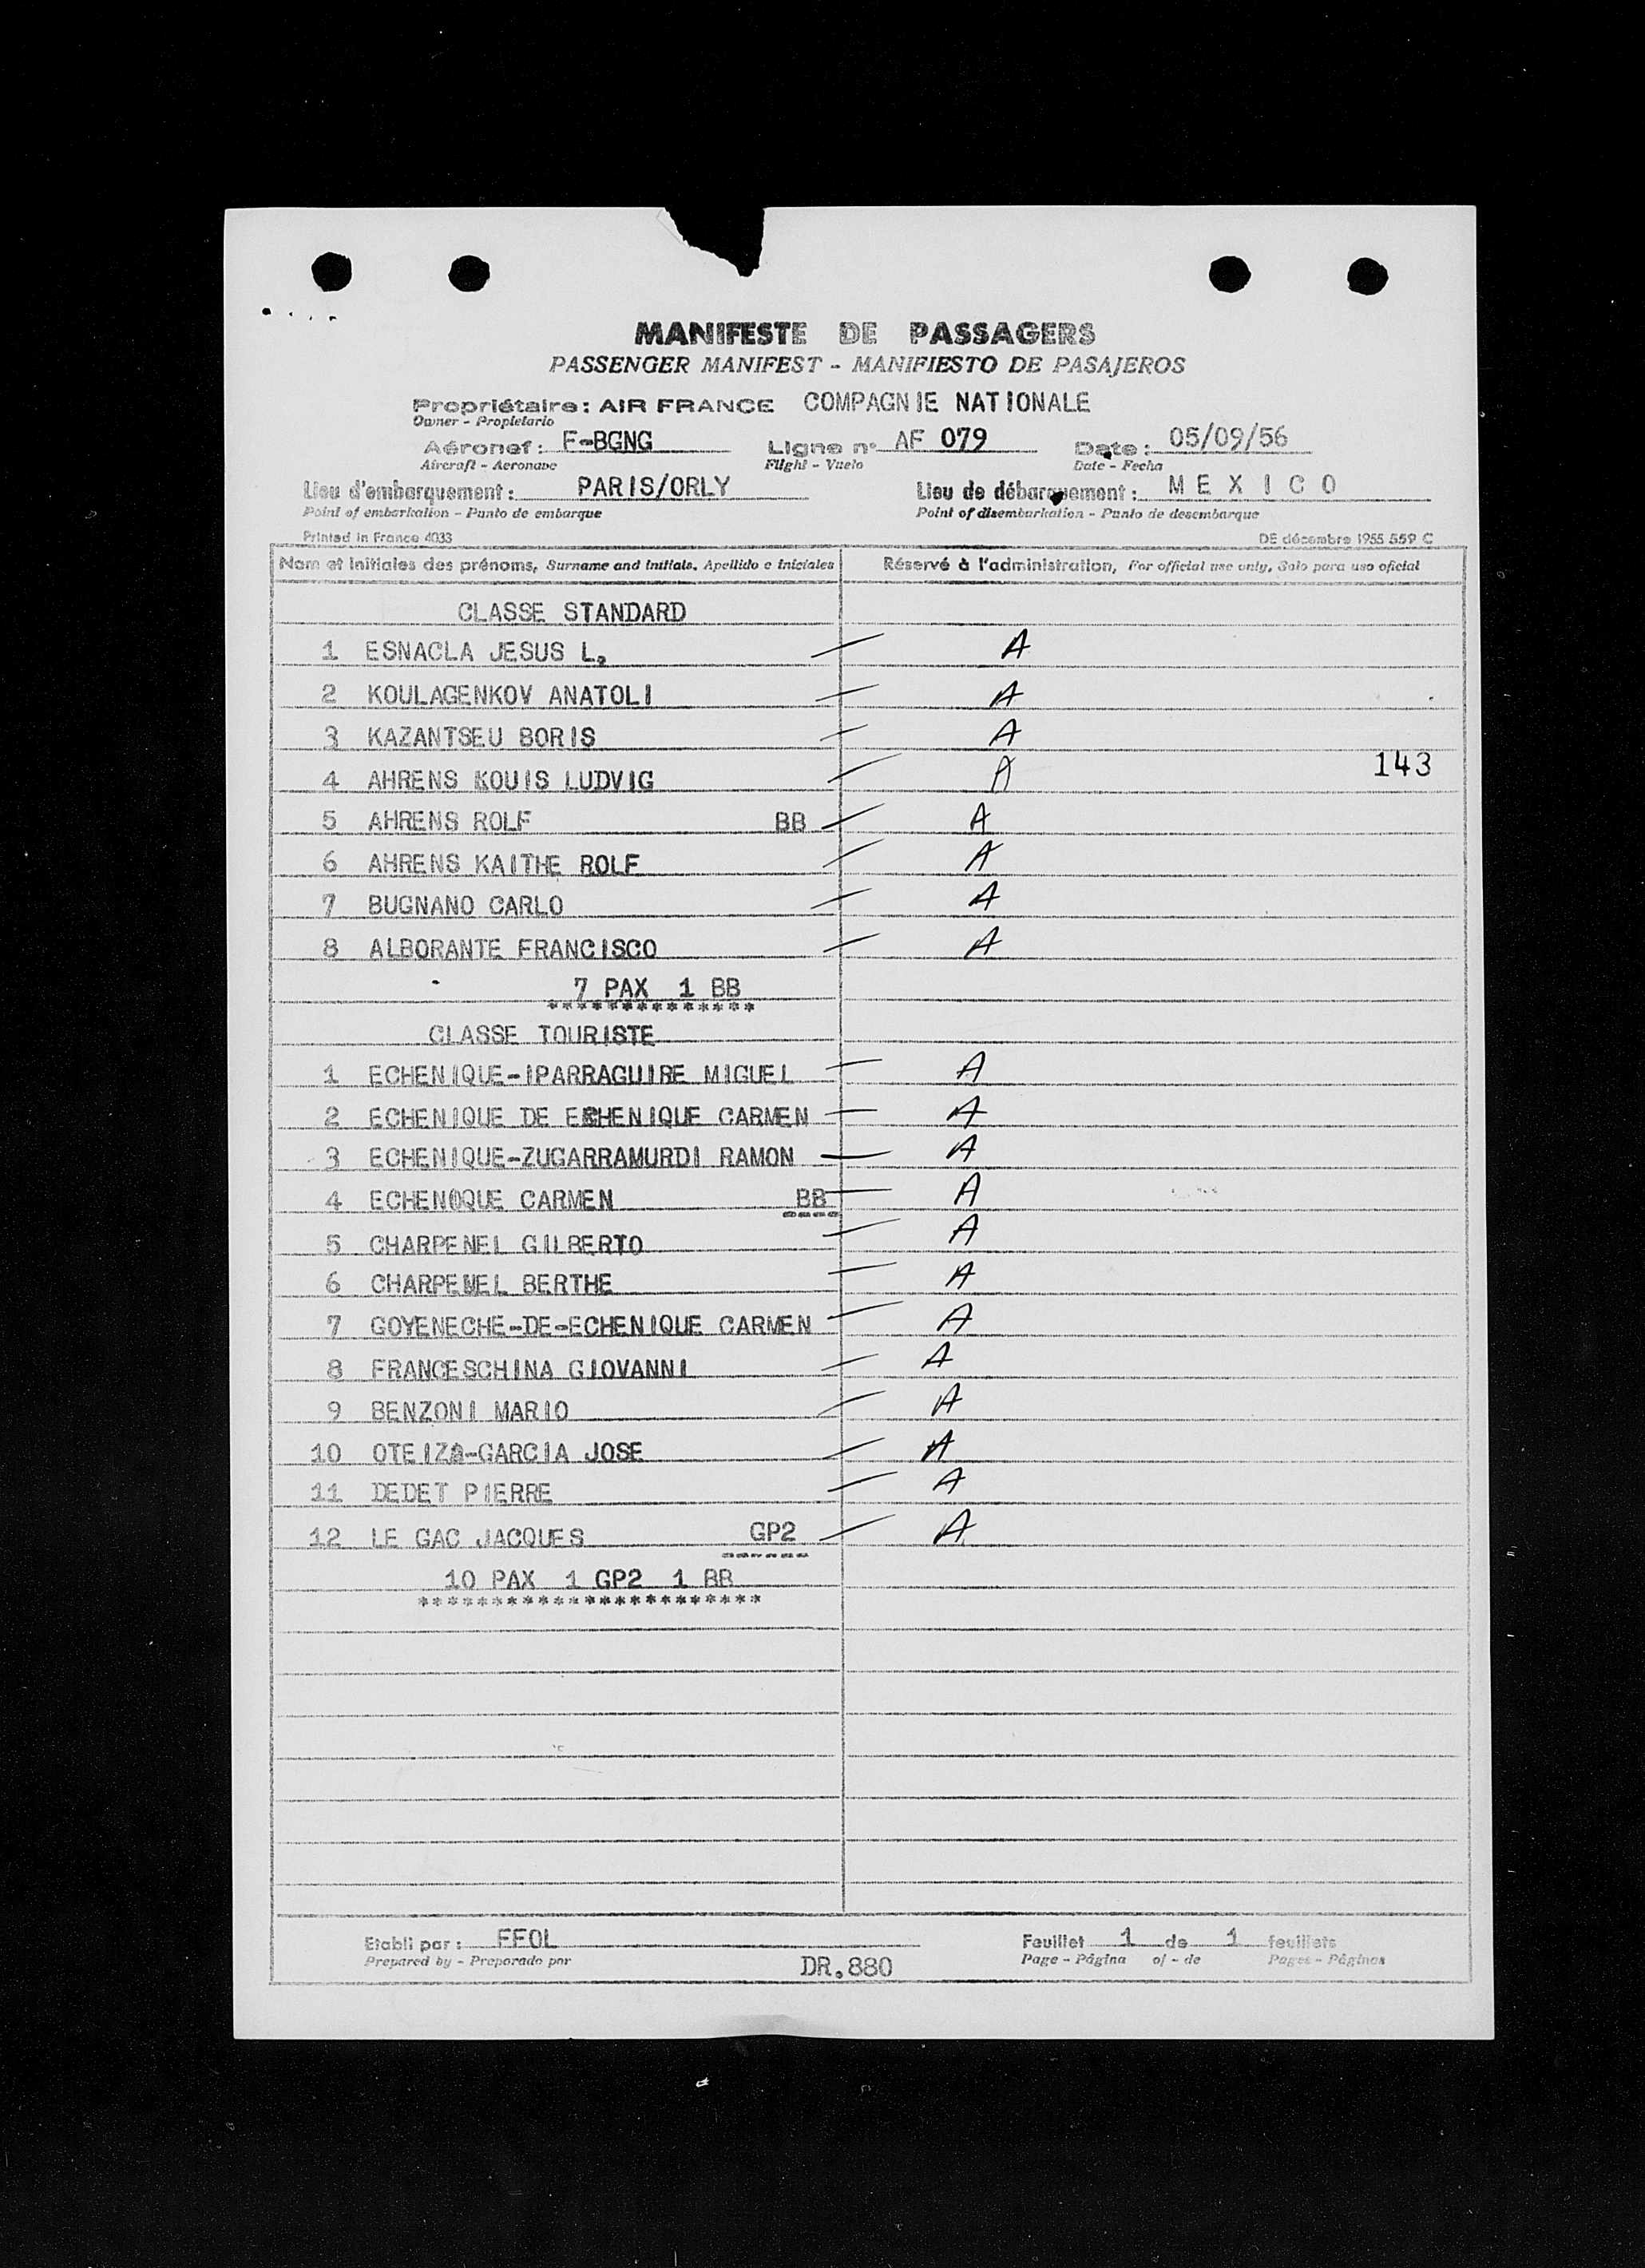 MANIFESTE DE PASSAGERS
PASSENGER MANIFEST - MANIFIESTO DE PASAJEROS
Propriétaire: AIR FRANCE COMPAGNIE NATIONALE
Owner - Propietario
Aéronef: F-BGNG Ligne n° AF 079 Date: 05/09/56
Aircraft - Aeronave Flight - Vuelo Date - Fecha
Lieu d'embarquement: PARIS/ORLY Lieu de débarquement: MEXICO
Point of embarkation - Punto de embarque Point of disembarkation - Punto de desembarque
Printed in France 4033 DE décembre 1955 559 C
Nom et Initiales des prénoms, Surname and initials, Apellido e iniciales Réservé à l'administration, For official use only, Solo para uso oficial
CLASSE STANDARD
1 ESNACLA JESUS L. A
2 KOULAGENKOV ANATOLI A
3 KAZANTSEU BORIS A
143
4 AHRENS KOUIS LUDVIG A
5 AHRENS ROLF BB A
6 AHRENS KAITHE ROLF A
7 BUGNANO CARLO A
8 ALBORANTE FRANCISCO A
7 PAX 1 BB
**************
CLASSE TOURISTE
1 ECHENIQUE-IPARRAGUIRE MIGUEL A
2 ECHENIQUE DE ECHENIQUE CARMEN A
3 ECHENIQUE-ZUGARRAMURDI RAMON A
4 ECHENOQUE CARMEN BB A
5 CHARPENEL GILBERTO A
6 CHARPENEL BERTHE A
7 GOYENECHE-DE-ECHENIQUE CARMEN A
8 FRANCESCHINA GIOVANNI A
9 BENZONI MARIO A
10 OTEIZA-GARCIA JOSE A
11 DEDET PIERRE A
12 LE GAC JACQUES GP2 A
10 PAX 1 GP2 1 BB
***********************
Etabli par: FFOL Feuillet 1 de 1 feuillets
Prepared by - Preparado por DR.880 Page - Página of - de Pages - Páginas